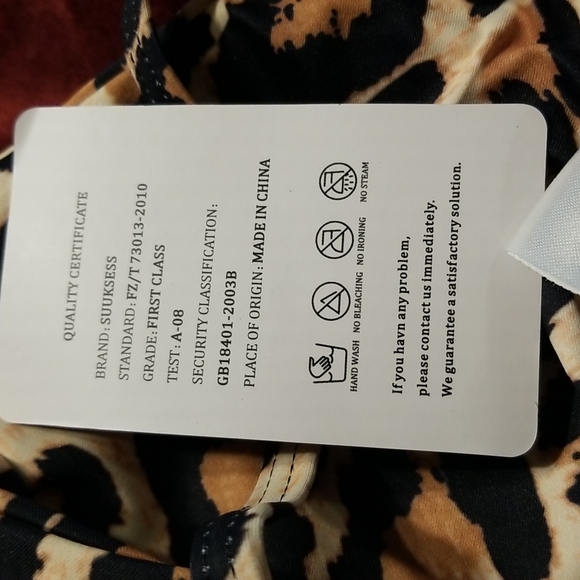 QUALITY CERTIFICATE
BRAND: SUUKSESS
STANDARD: FZ/T 73013-2010
GRADE: FIRST CLASS
TEST: A-08
SECURITY CLASSIFICATION:
GB18401-2003B
PLACE OF ORIGIN: MADE IN CHINA
HAND WASH NO BLEACHING NO IRONING NO STEAM
If you havn any problem,
please contact us immediately.
We guarantee a satisfactory solution.